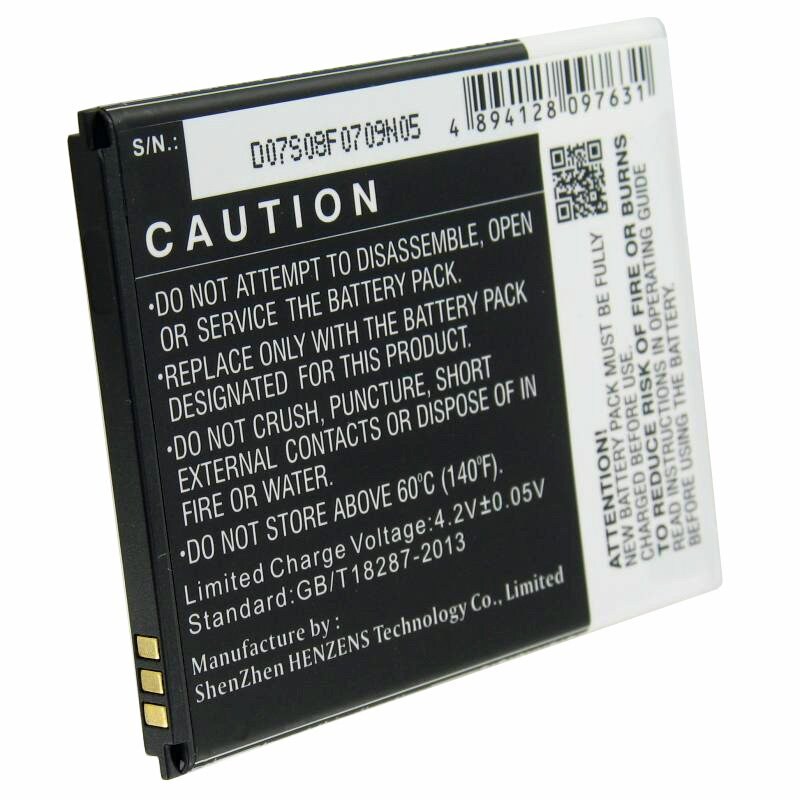 S/N.:
D07S08F0709N05
4 894128 097631
CAUTION
•DO NOT ATTEMPT TO DISASSEMBLE, OPEN
OR SERVICE THE BATTERY PACK.
•REPLACE ONLY WITH THE BATTERY PACK
DESIGNATED FOR THIS PRODUCT.
•DO NOT CRUSH, PUNCTURE, SHORT
EXTERNAL CONTACTS OR DISPOSE OF IN
FIRE OR WATER.
•DO NOT STORE ABOVE 60°C (140°F).
Limited Charge Voltage:4.2V±0.05V
Standard:GB/T18287-2013
Manufacture by :
ShenZhen HENZENS Technology Co., Limited
ATTENTION!
NEW BATTERY PACK MUST BE FULLY
CHARGED BEFORE USE.
TO REDUCE RISK OF FIRE OR BURNS
READ INSTRUCTIONS IN OPERATING GUIDE
PRIOR TO USING THE BATTERY.